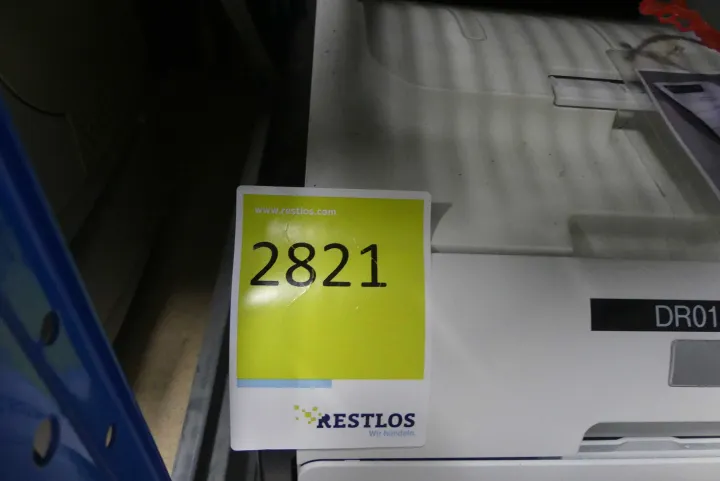 www.restlos.com
2821
DR01
RESTLOS
Wir handeln.